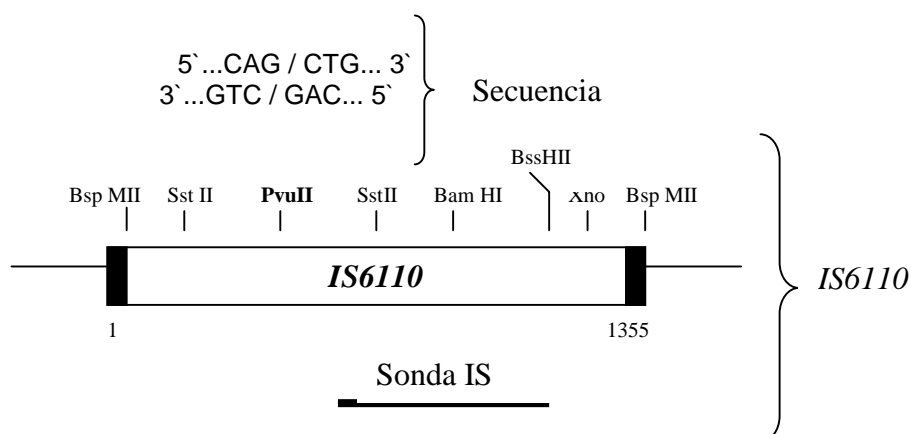 5`...CAG / CTG... 3`
3`...GTC / GAC... 5`
Secuencia
BssHII
Bsp MII Sst II PvuII SstII Bam HI Xno Bsp MII
IS6110
IS6110
1 1355
Sonda IS